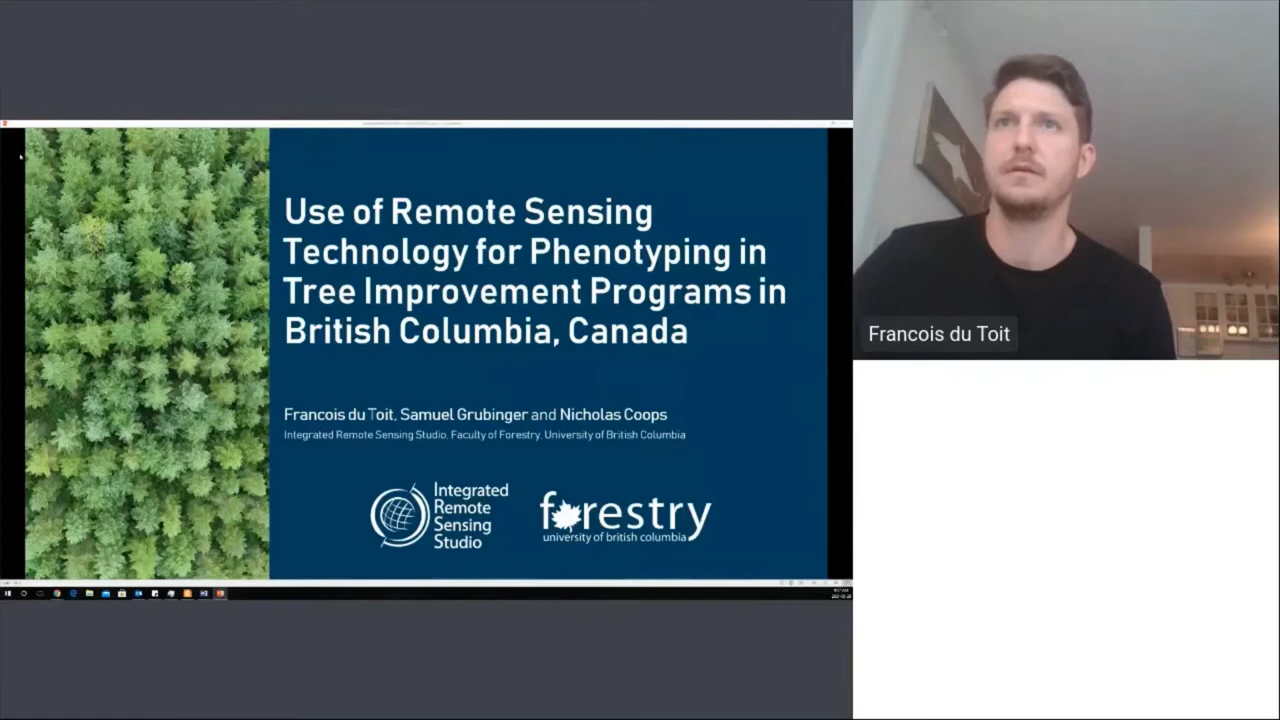 Use of Remote Sensing
Technology for Phenotyping in
Tree Improvement Programs in
British Columbia, Canada
Francois du Toit, Samuel Grubinger and Nicholas Coops
Integrated Remote Sensing Studio, Faculty of Forestry, University of British Columbia
Integrated
Remote
Sensing
Studio
forestry
university of british columbia
Francois du Toit